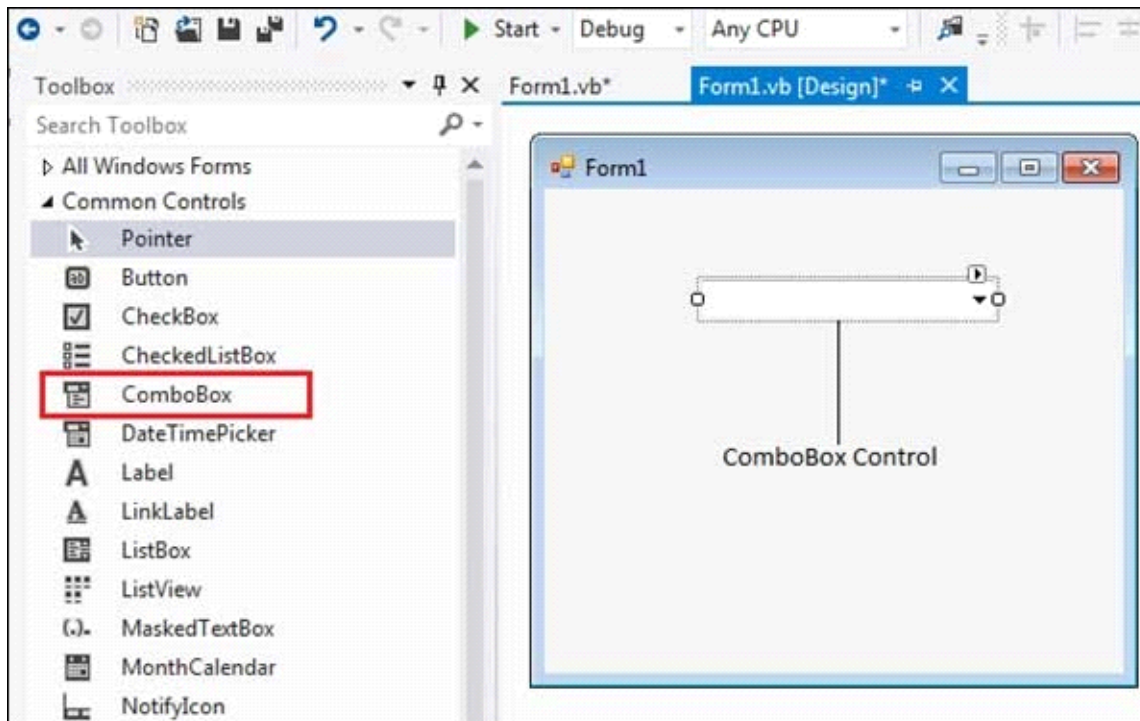 Start Debug Any CPU
Toolbox
Form1.vb* Form1.vb [Design]*
Search Toolbox
All Windows Forms
Common Controls
Pointer
Button
CheckBox
CheckedListBox
ComboBox
DateTimePicker
Label
LinkLabel
ListBox
ListView
MaskedTextBox
MonthCalendar
NotifyIcon
Form1
ComboBox Control